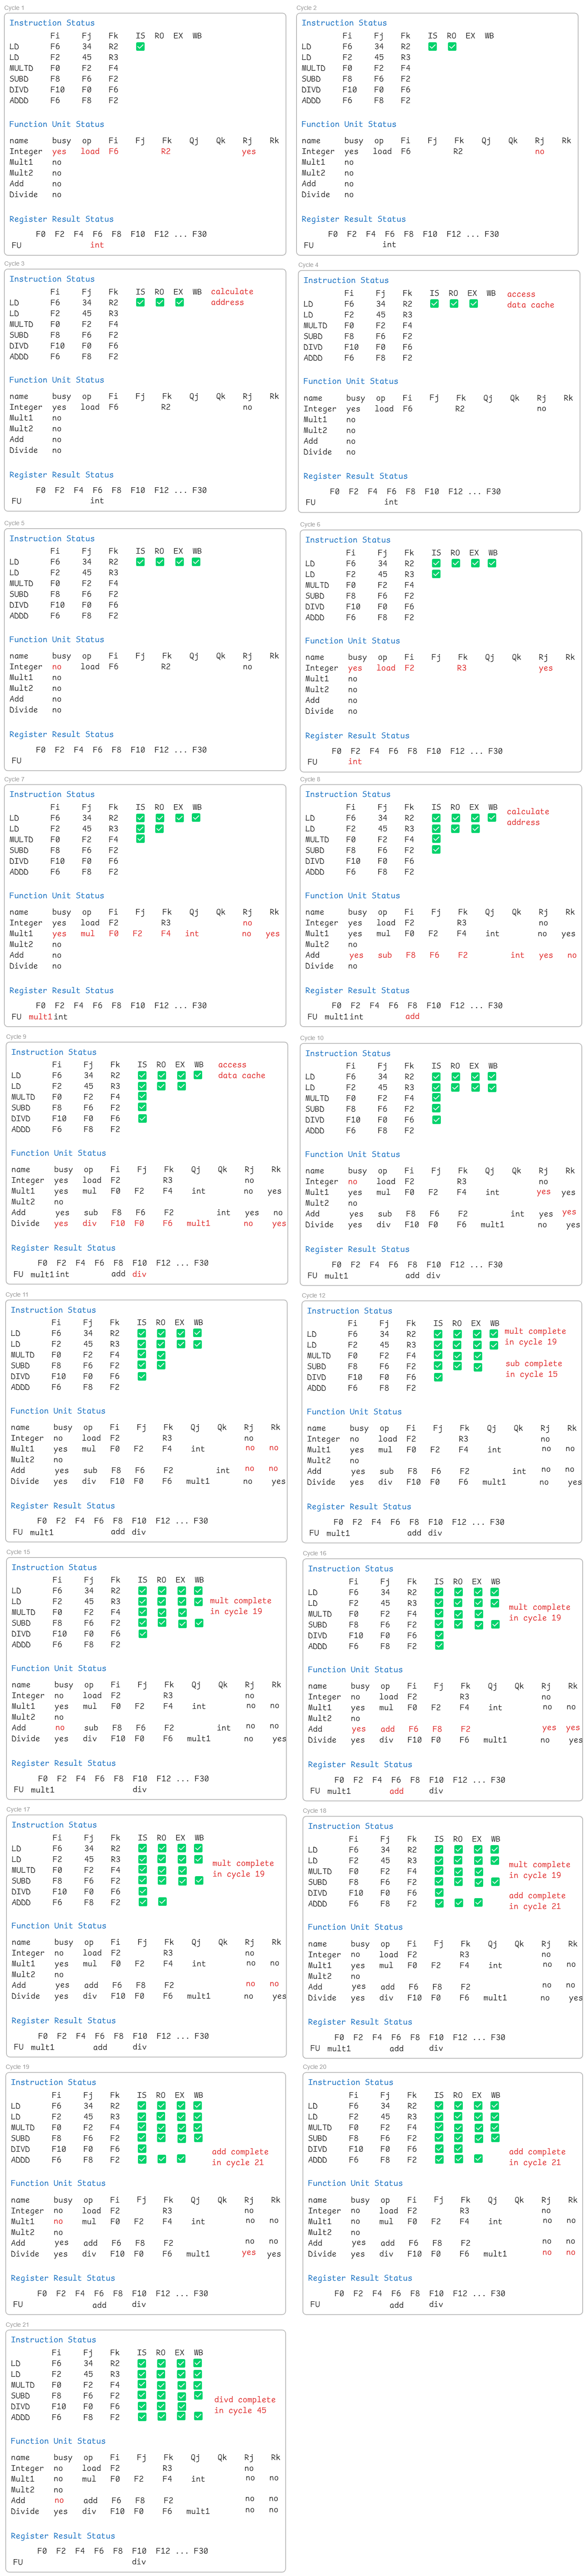 Cycle 1
Instruction Status
Fi Fj Fk IS RO EX WB
LD F6 34 R2
LD F2 45 R3
MULTD F0 F2 F4
SUBD F8 F6 F2
DIVD F10 F0 F6
ADDD F6 F8 F2
Function Unit Status
name busy op Fi Fj Fk Qj Qk Rj Rk
Integer yes load F6 R2 yes
Mult1 no
Mult2 no
Add no
Divide no
Register Result Status
F0 F2 F4 F6 F8 F10 F12 ... F30
FU int
Cycle 2
Instruction Status
Fi Fj Fk IS RO EX WB
LD F6 34 R2
LD F2 45 R3
MULTD F0 F2 F4
SUBD F8 F6 F2
DIVD F10 F0 F6
ADDD F6 F8 F2
Function Unit Status
name busy op Fi Fj Fk Qj Qk Rj Rk
Integer yes load F6 R2 no
Mult1 no
Mult2 no
Add no
Divide no
Register Result Status
F0 F2 F4 F6 F8 F10 F12 ... F30
FU int
Cycle 3
Instruction Status
Fi Fj Fk IS RO EX WB calculate
LD F6 34 R2 address
LD F2 45 R3
MULTD F0 F2 F4
SUBD F8 F6 F2
DIVD F10 F0 F6
ADDD F6 F8 F2
Function Unit Status
name busy op Fi Fj Fk Qj Qk Rj Rk
Integer yes load F6 R2 no
Mult1 no
Mult2 no
Add no
Divide no
Register Result Status
F0 F2 F4 F6 F8 F10 F12 ... F30
FU int
Cycle 4
Instruction Status
Fi Fj Fk IS RO EX WB access
LD F6 34 R2 data cache
LD F2 45 R3
MULTD F0 F2 F4
SUBD F8 F6 F2
DIVD F10 F0 F6
ADDD F6 F8 F2
Function Unit Status
name busy op Fi Fj Fk Qj Qk Rj Rk
Integer yes load F6 R2 no
Mult1 no
Mult2 no
Add no
Divide no
Register Result Status
F0 F2 F4 F6 F8 F10 F12 ... F30
FU int
Cycle 5
Instruction Status
Fi Fj Fk IS RO EX WB
LD F6 34 R2
LD F2 45 R3
MULTD F0 F2 F4
SUBD F8 F6 F2
DIVD F10 F0 F6
ADDD F6 F8 F2
Function Unit Status
name busy op Fi Fj Fk Qj Qk Rj Rk
Integer no load F6 R2 no
Mult1 no
Mult2 no
Add no
Divide no
Register Result Status
F0 F2 F4 F6 F8 F10 F12 ... F30
FU
Cycle 6
Instruction Status
Fi Fj Fk IS RO EX WB
LD F6 34 R2
LD F2 45 R3
MULTD F0 F2 F4
SUBD F8 F6 F2
DIVD F10 F0 F6
ADDD F6 F8 F2
Function Unit Status
name busy op Fi Fj Fk Qj Qk Rj Rk
Integer yes load F2 R3 yes
Mult1 no
Mult2 no
Add no
Divide no
Register Result Status
F0 F2 F4 F6 F8 F10 F12 ... F30
FU int
Cycle 7
Instruction Status
Fi Fj Fk IS RO EX WB
LD F6 34 R2
LD F2 45 R3
MULTD F0 F2 F4
SUBD F8 F6 F2
DIVD F10 F0 F6
ADDD F6 F8 F2
Function Unit Status
name busy op Fi Fj Fk Qj Qk Rj Rk
Integer yes load F2 R3 no
Mult1 yes mul F0 F2 F4 int no yes
Mult2 no
Add no
Divide no
Register Result Status
F0 F2 F4 F6 F8 F10 F12 ... F30
FU mult1 int
Cycle 8
Instruction Status
Fi Fj Fk IS RO EX WB calculate
LD F6 34 R2 address
LD F2 45 R3
MULTD F0 F2 F4
SUBD F8 F6 F2
DIVD F10 F0 F6
ADDD F6 F8 F2
Function Unit Status
name busy op Fi Fj Fk Qj Qk Rj Rk
Integer yes load F2 R3 no
Mult1 yes mul F0 F2 F4 int no yes
Mult2 no
Add yes sub F8 F6 F2 int yes no
Divide no
Register Result Status
F0 F2 F4 F6 F8 F10 F12 ... F30
FU mult1 int add
Cycle 9
Instruction Status
Fi Fj Fk IS RO EX WB access
LD F6 34 R2 data cache
LD F2 45 R3
MULTD F0 F2 F4
SUBD F8 F6 F2
DIVD F10 F0 F6
ADDD F6 F8 F2
Function Unit Status
name busy op Fi Fj Fk Qj Qk Rj Rk
Integer yes load F2 R3 no
Mult1 yes mul F0 F2 F4 int no yes
Mult2 no
Add yes sub F8 F6 F2 int yes no
Divide yes div F10 F0 F6 mult1 no yes
Register Result Status
F0 F2 F4 F6 F8 F10 F12 ... F30
FU mult1 int add div
Cycle 10
Instruction Status
Fi Fj Fk IS RO EX WB
LD F6 34 R2
LD F2 45 R3
MULTD F0 F2 F4
SUBD F8 F6 F2
DIVD F10 F0 F6
ADDD F6 F8 F2
Function Unit Status
name busy op Fi Fj Fk Qj Qk Rj Rk
Integer no load F2 R3 no
Mult1 yes mul F0 F2 F4 int yes yes
Mult2 no
Add yes sub F8 F6 F2 int yes yes
Divide yes div F10 F0 F6 mult1 no yes
Register Result Status
F0 F2 F4 F6 F8 F10 F12 ... F30
FU mult1 add div
Cycle 11
Instruction Status
Fi Fj Fk IS RO EX WB
LD F6 34 R2
LD F2 45 R3
MULTD F0 F2 F4
SUBD F8 F6 F2
DIVD F10 F0 F6
ADDD F6 F8 F2
Function Unit Status
name busy op Fi Fj Fk Qj Qk Rj Rk
Integer no load F2 R3 no
Mult1 yes mul F0 F2 F4 int no no
Mult2 no
Add yes sub F8 F6 F2 int no no
Divide yes div F10 F0 F6 mult1 no yes
Register Result Status
F0 F2 F4 F6 F8 F10 F12 ... F30
FU mult1 add div
Cycle 12
Instruction Status
Fi Fj Fk IS RO EX WB
LD F6 34 R2 mult complete
LD F2 45 R3 in cycle 19
MULTD F0 F2 F4
SUBD F8 F6 F2 sub complete
DIVD F10 F0 F6 in cycle 15
ADDD F6 F8 F2
Function Unit Status
name busy op Fi Fj Fk Qj Qk Rj Rk
Integer no load F2 R3 no
Mult1 yes mul F0 F2 F4 int no no
Mult2 no
Add yes sub F8 F6 F2 int no no
Divide yes div F10 F0 F6 mult1 no yes
Register Result Status
F0 F2 F4 F6 F8 F10 F12 ... F30
FU mult1 add div
Cycle 15
Instruction Status
Fi Fj Fk IS RO EX WB
LD F6 34 R2
LD F2 45 R3 mult complete
MULTD F0 F2 F4 in cycle 19
SUBD F8 F6 F2
DIVD F10 F0 F6
ADDD F6 F8 F2
Function Unit Status
name busy op Fi Fj Fk Qj Qk Rj Rk
Integer no load F2 R3 no
Mult1 yes mul F0 F2 F4 int no no
Mult2 no
Add no sub F8 F6 F2 int no no
Divide yes div F10 F0 F6 mult1 no yes
Register Result Status
F0 F2 F4 F6 F8 F10 F12 ... F30
FU mult1 div
Cycle 16
Instruction Status
Fi Fj Fk IS RO EX WB
LD F6 34 R2
LD F2 45 R3 mult complete
MULTD F0 F2 F4 in cycle 19
SUBD F8 F6 F2
DIVD F10 F0 F6
ADDD F6 F8 F2
Function Unit Status
name busy op Fi Fj Fk Qj Qk Rj Rk
Integer no load F2 R3 no
Mult1 yes mul F0 F2 F4 int no no
Mult2 no
Add yes add F6 F8 F2 yes yes
Divide yes div F10 F0 F6 mult1 no yes
Register Result Status
F0 F2 F4 F6 F8 F10 F12 ... F30
FU mult1 add div
Cycle 17
Instruction Status
Fi Fj Fk IS RO EX WB
LD F6 34 R2
LD F2 45 R3 mult complete
MULTD F0 F2 F4 in cycle 19
SUBD F8 F6 F2
DIVD F10 F0 F6
ADDD F6 F8 F2
Function Unit Status
name busy op Fi Fj Fk Qj Qk Rj Rk
Integer no load F2 R3 no
Mult1 yes mul F0 F2 F4 int no no
Mult2 no
Add yes add F6 F8 F2 no no
Divide yes div F10 F0 F6 mult1 no yes
Register Result Status
F0 F2 F4 F6 F8 F10 F12 ... F30
FU mult1 add div
Cycle 18
Instruction Status
Fi Fj Fk IS RO EX WB
LD F6 34 R2
LD F2 45 R3 mult complete
MULTD F0 F2 F4 in cycle 19
SUBD F8 F6 F2
DIVD F10 F0 F6 add complete
ADDD F6 F8 F2 in cycle 21
Function Unit Status
name busy op Fi Fj Fk Qj Qk Rj Rk
Integer no load F2 R3 no
Mult1 yes mul F0 F2 F4 int no no
Mult2 no
Add yes add F6 F8 F2 no no
Divide yes div F10 F0 F6 mult1 no yes
Register Result Status
F0 F2 F4 F6 F8 F10 F12 ... F30
FU mult1 add div
Cycle 19
Instruction Status
Fi Fj Fk IS RO EX WB
LD F6 34 R2
LD F2 45 R3
MULTD F0 F2 F4
SUBD F8 F6 F2
DIVD F10 F0 F6 add complete
ADDD F6 F8 F2 in cycle 21
Function Unit Status
name busy op Fi Fj Fk Qj Qk Rj Rk
Integer no load F2 R3 no
Mult1 no mul F0 F2 F4 int no no
Mult2 no
Add yes add F6 F8 F2 no no
Divide yes div F10 F0 F6 mult1 yes yes
Register Result Status
F0 F2 F4 F6 F8 F10 F12 ... F30
FU add div
Cycle 20
Instruction Status
Fi Fj Fk IS RO EX WB
LD F6 34 R2
LD F2 45 R3
MULTD F0 F2 F4
SUBD F8 F6 F2
DIVD F10 F0 F6 add complete
ADDD F6 F8 F2 in cycle 21
Function Unit Status
name busy op Fi Fj Fk Qj Qk Rj Rk
Integer no load F2 R3 no
Mult1 no mul F0 F2 F4 int no no
Mult2 no
Add yes add F6 F8 F2 no no
Divide yes div F10 F0 F6 mult1 no no
Register Result Status
F0 F2 F4 F6 F8 F10 F12 ... F30
FU add div
Cycle 21
Instruction Status
Fi Fj Fk IS RO EX WB
LD F6 34 R2
LD F2 45 R3
MULTD F0 F2 F4
SUBD F8 F6 F2 divd complete
DIVD F10 F0 F6 in cycle 45
ADDD F6 F8 F2
Function Unit Status
name busy op Fi Fj Fk Qj Qk Rj Rk
Integer no load F2 R3 no
Mult1 no mul F0 F2 F4 int no no
Mult2 no
Add no add F6 F8 F2 no no
Divide yes div F10 F0 F6 mult1 no no
Register Result Status
F0 F2 F4 F6 F8 F10 F12 ... F30
FU div